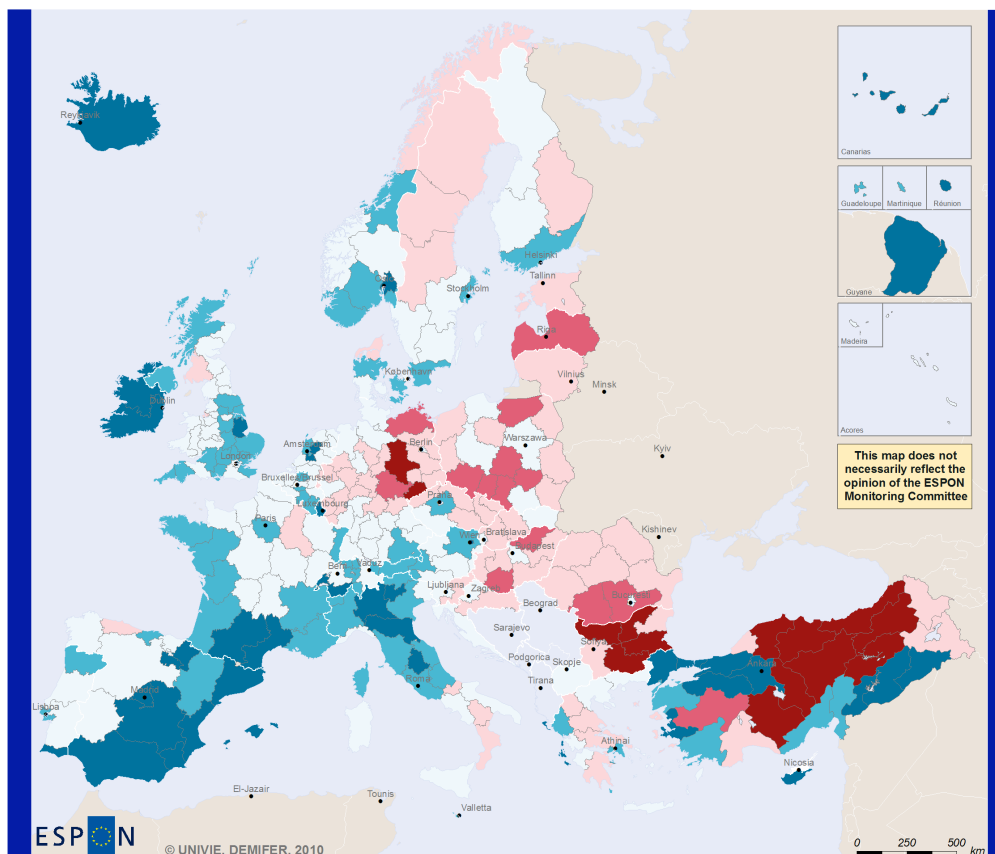 Reykjavik
Canarias
Guadeloupe
Martinique
Réunion
Guyane
Madeira
Acores
This map does not
necessarily reflect the
opinion of the ESPON
Monitoring Committee
Helsinki
Tallinn
Stockholm
Riga
København
Vilnius
Minsk
Dublin
Amsterdam
Berlin
Warszawa
London
Kyiv
Bruxelles/Brussel
Praha
Luxembourg
Paris
Kishinev
Wien
Bratislava
Budapest
Bern
Vaduz
Ljubljana
Zagreb
Beograd
Bucuresti
Sarajevo
Sofiya
Podgorica
Skopje
Ankara
Roma
Tirana
Madrid
Lisboa
Athinai
Nicosia
El-Jazair
Tounis
Valletta
ESPON
© UNIVIE, DEMIFER, 2010
0 250 500
km